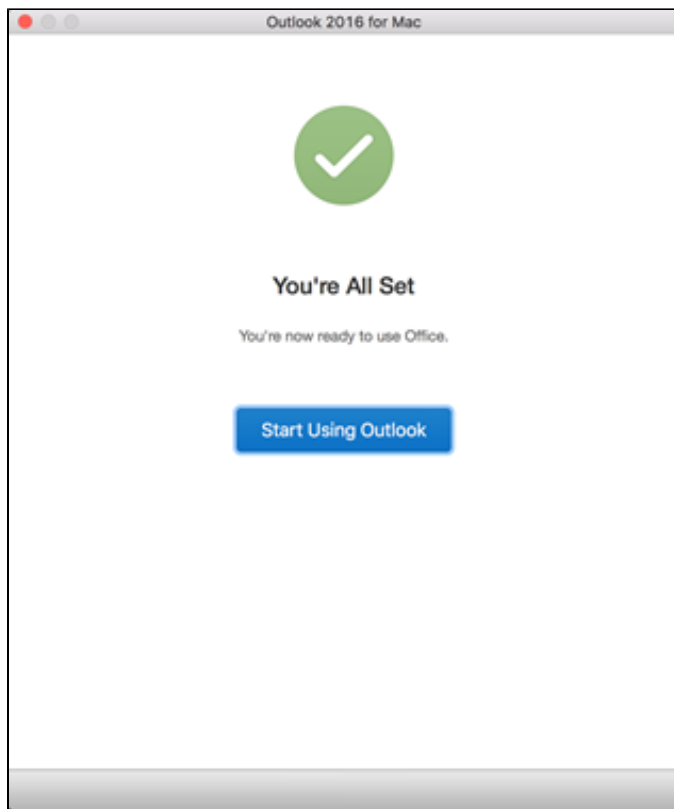 Outlook 2016 for Mac
You're All Set
You're now ready to use Office.
Start Using Outlook